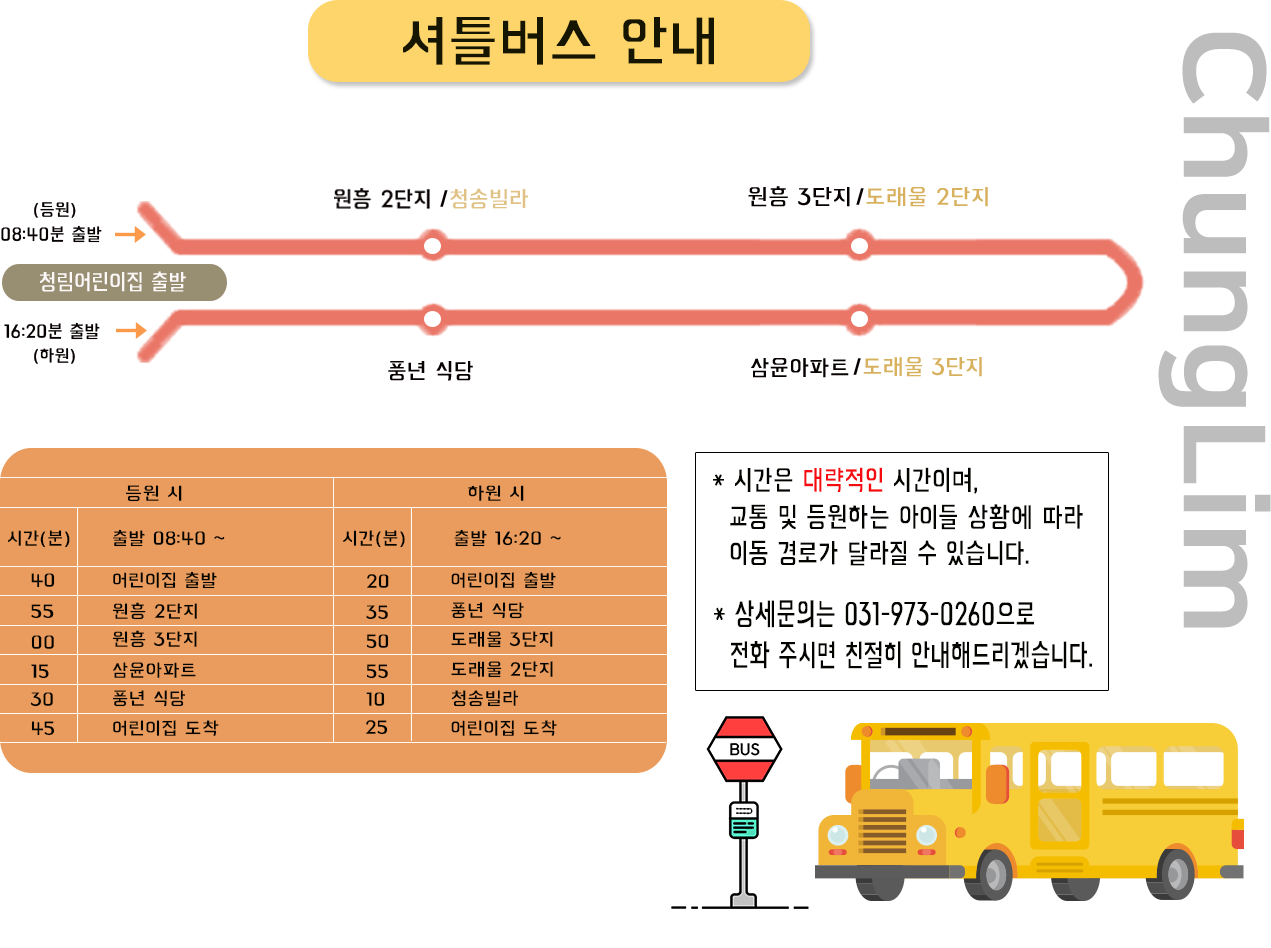 셔틀버스 안내
ChungLim
(등원)
08:40분 출발
청림어린이집 출발
16:20분 출발
(하원)
원흥 2단지 /청송빌라
원흥 3단지/도래울 2단지
풍년 식당
삼윤아파트/도래울 3단지
등원 시 하원 시
시간(분) 출발 08:40 ~ 시간(분) 출발 16:20 ~
40 어린이집 출발 20 어린이집 출발
55 원흥 2단지 35 풍년 식당
00 원흥 3단지 50 도래울 3단지
15 삼윤아파트 55 도래울 2단지
30 풍년 식당 10 청송빌라
45 어린이집 도착 25 어린이집 도착
* 시간은 대략적인 시간이며,
교통 및 등원하는 아이들 상황에 따라
이동 경로가 달라질 수 있습니다.
* 상세문의는 031-973-0260으로
전화 주시면 친절히 안내해드리겠습니다.
BUS